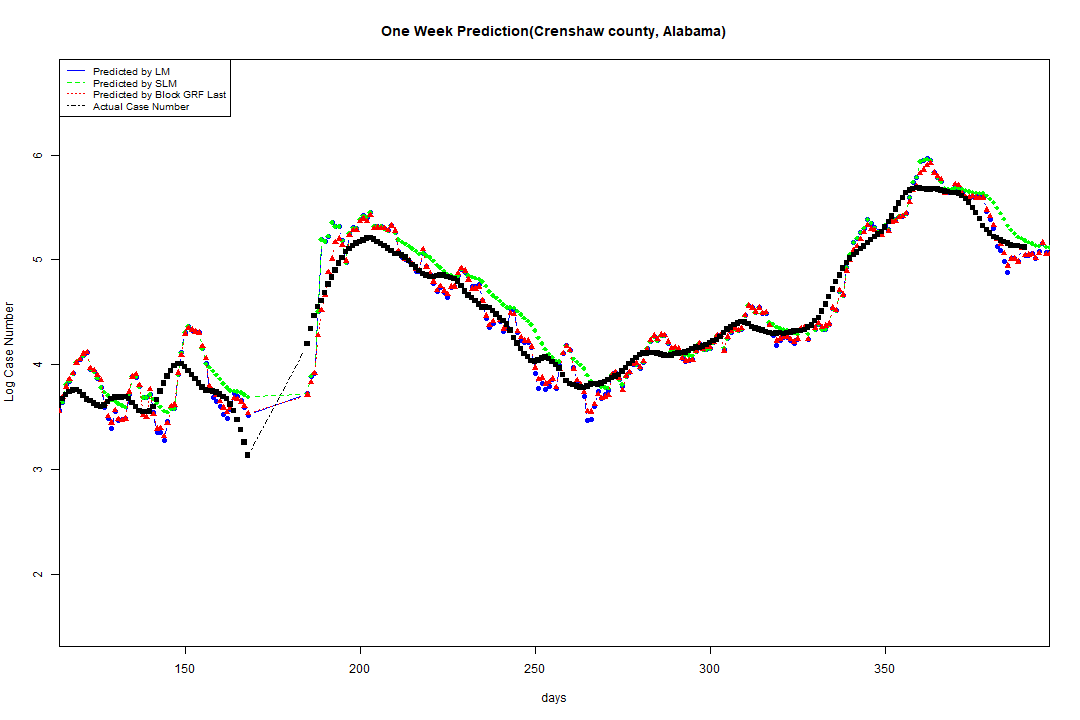 One Week Prediction(Crenshaw county, Alabama)
Predicted by LM
Predicted by SLM
Predicted by Block GRF Last
Actual Case Number
6
5
4
3
2
Log Case Number
150 200 250 300 350
days